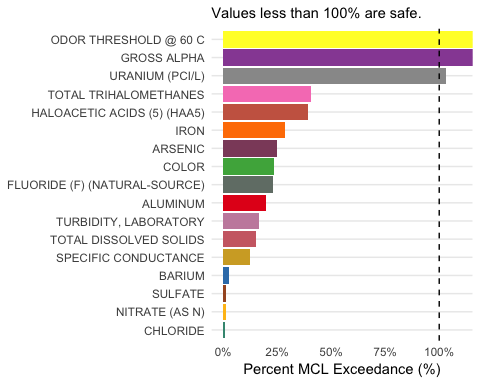 Values less than 100% are safe.
ODOR THRESHOLD @ 60 C
GROSS ALPHA
URANIUM (PCI/L)
TOTAL TRIHALOMETHANES
HALOACETIC ACIDS (5) (HAA5)
IRON
ARSENIC
COLOR
FLUORIDE (F) (NATURAL-SOURCE)
ALUMINUM
TURBIDITY, LABORATORY
TOTAL DISSOLVED SOLIDS
SPECIFIC CONDUCTANCE
BARIUM
SULFATE
NITRATE (AS N)
CHLORIDE
0% 25% 50% 75% 100%
Percent MCL Exceedance (%)